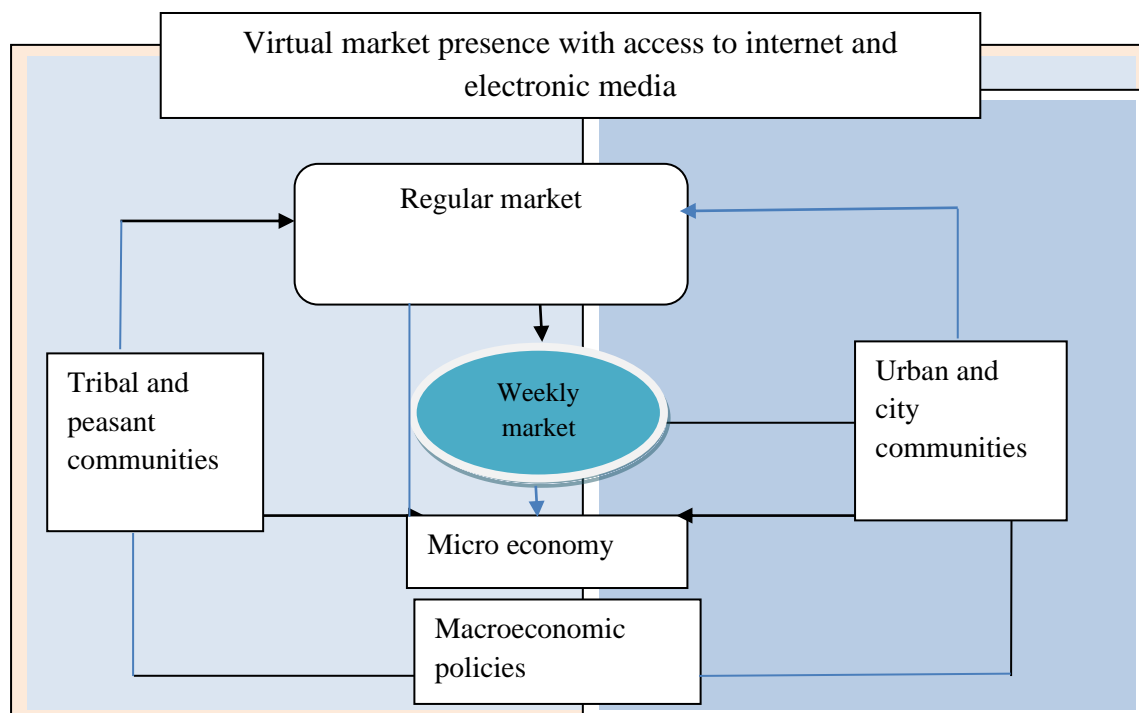 Virtual market presence with access to internet and
electronic media
Regular market
Weekly
market
Tribal and
peasant
communities
Urban and
city
communities
Micro economy
Macroeconomic
policies